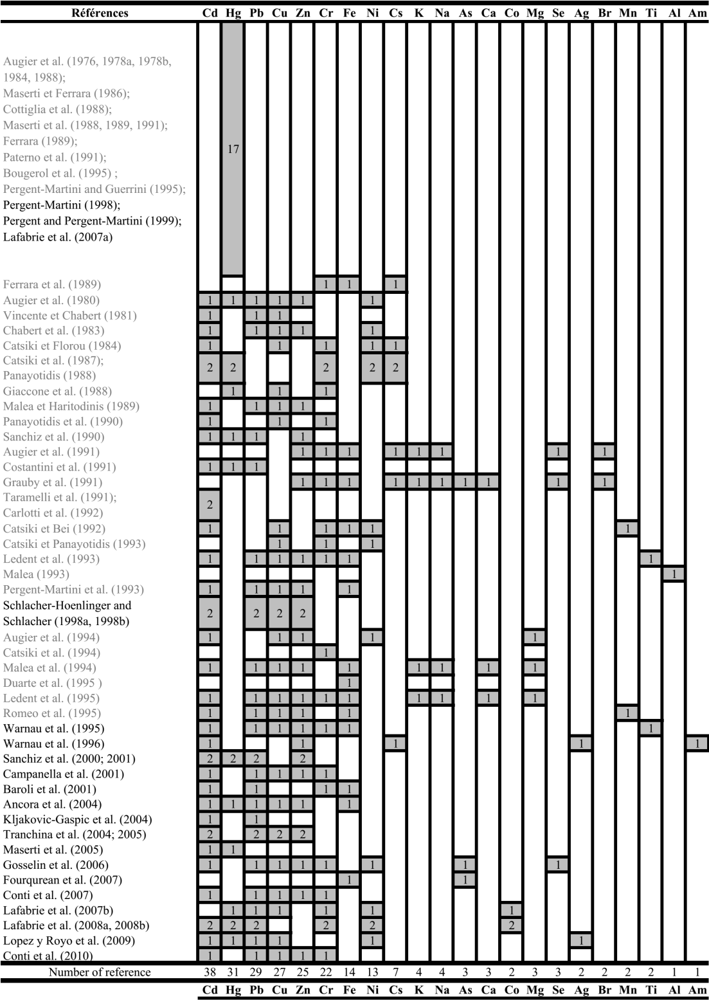 Références Cd Hg Pb Cu Zn Cr Fe Ni Cs K Na As Ca Co Mg Se Ag Br Mn Ti Al Am
Augier et al. (1976, 1978a, 1978b,
1984, 1988);
Maserti et Ferrara (1986);
Cottiglia et al. (1988);
Maserti et al. (1988, 1989, 1991);
Ferrara (1989);
17
Paterno et al. (1991);
Bougerol et al. (1995) ;
Pergent-Martini and Guerrini (1995);
Pergent-Martini (1998);
Pergent and Pergent-Martini (1999);
Lafabrie et al. (2007a)
Ferrara et al. (1989) 1 1 1
Augier et al. (1980) 1 1 1 1 1 1
Vincente et Chabert (1981) 1 1 1
Chabert et al. (1983) 1 1 1 1 1
Catsiki et Florou (1984) 1 1 1 1 1
Catsiki et al. (1987);
Panayotidis (1988) 2 2 2 2 2
Giaccone et al. (1988) 1 1 1
Malea et Haritodinis (1989) 1 1 1 1
Panayotidis et al. (1990) 1 1 1
Sanchiz et al. (1990) 1 1 1 1
Augier et al. (1991) 1 1 1 1 1 1 1 1
Costantini et al. (1991) 1 1 1
Grauby et al. (1991) 1 1 1 1 1 1 1 1 1 1
Taramelli et al. (1991);
Carlotti et al. (1992) 2
Catsiki et Bei (1992) 1 1 1 1 1 1
Catsiki et Panayotidis (1993) 1 1 1
Ledent et al. (1993) 1 1 1 1 1 1 1
Malea (1993) 1
Pergent-Martini et al. (1993) 1 1 1 1 1
Schlacher-Hoenlinger and
Schlacher (1998a, 1998b) 2 2 2 2
Augier et al. (1994) 1 1 1 1 1
Catsiki et al. (1994) 1
Malea et al. (1994) 1 1 1 1 1 1 1 1 1
Duarte et al. (1995 ) 1
Ledent et al. (1995) 1 1 1 1 1 1 1 1 1 1
Romeo et al. (1995) 1 1 1 1 1 1
Warnau et al. (1995) 1 1 1 1 1 1 1
Warnau et al. (1996) 1 1 1 1 1
Sanchiz et al. (2000; 2001) 2 2 2 2
Campanella et al. (2001) 1 1 1 1 1
Baroli et al. (2001) 1 1 1 1
Ancora et al. (2004) 1 1 1 1 1 1
Kljakovic-Gaspic et al. (2004) 1 1
Tranchina et al. (2004; 2005) 2 2 2 2
Maserti et al. (2005) 1 1
Gosselin et al. (2006) 1 1 1 1 1 1 1 1
Fourqurean et al. (2007) 1 1
Conti et al. (2007) 1 1 1 1 1
Lafabrie et al. (2007b) 1 1 1 1 1 1
Lafabrie et al. (2008a, 2008b) 2 2 2 2 2 2
Lopez y Royo et al. (2009) 1 1 1 1 1 1
Conti et al. (2010) 1 1 1 1 1
Number of reference 38 31 29 27 25 22 14 13 7 4 4 3 3 2 3 3 2 2 2 2 1 1
Cd Hg Pb Cu Zn Cr Fe Ni Cs K Na As Ca Co Mg Se Ag Br Mn Ti Al Am